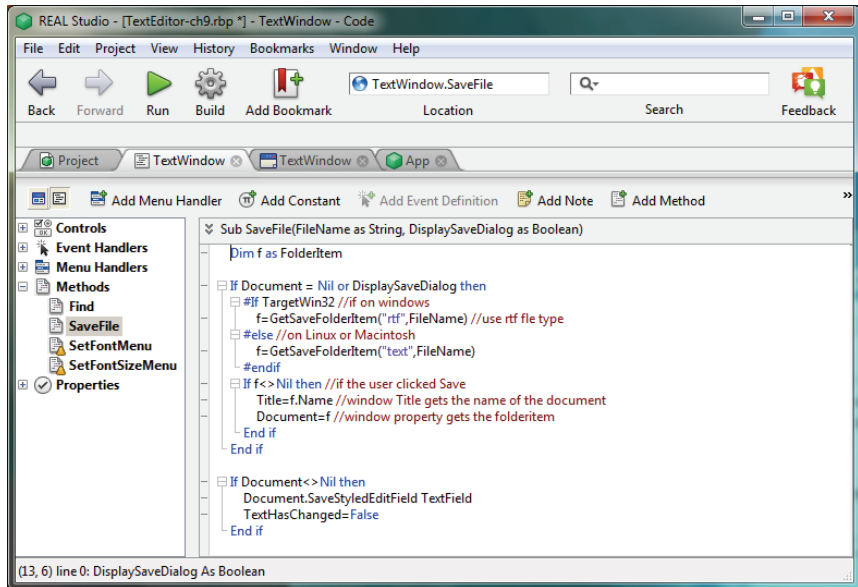 REAL Studio - [TextEditor-ch9.rbp *] - TextWindow - Code
File Edit Project View History Bookmarks Window Help
TextWindow.SaveFile
Back Forward Run Build Add Bookmark Location Search Feedback
Project TextWindow TextWindow App
Add Menu Handler Add Constant Add Event Definition Add Note Add Method »
Controls
Event Handlers
Menu Handlers
Methods
Find
SaveFile
SetFontMenu
SetFontSizeMenu
Properties
Sub SaveFile(FileName as String, DisplaySaveDialog as Boolean)
Dim f as FolderItem
If Document = Nil or DisplaySaveDialog then
#If TargetWin32 //if on windows
f=GetSaveFolderItem("rtf",FileName) //use rtf fle type
#else //on Linux or Macintosh
f=GetSaveFolderItem("text",FileName)
#endif
If f<>Nil then //if the user clicked Save
Title=f.Name //window Title gets the name of the document
Document=f //window property gets the folderitem
End if
End if
If Document<>Nil then
Document.SaveStyledEditField TextField
TextHasChanged=False
End if
(13, 6) line 0: DisplaySaveDialog As Boolean